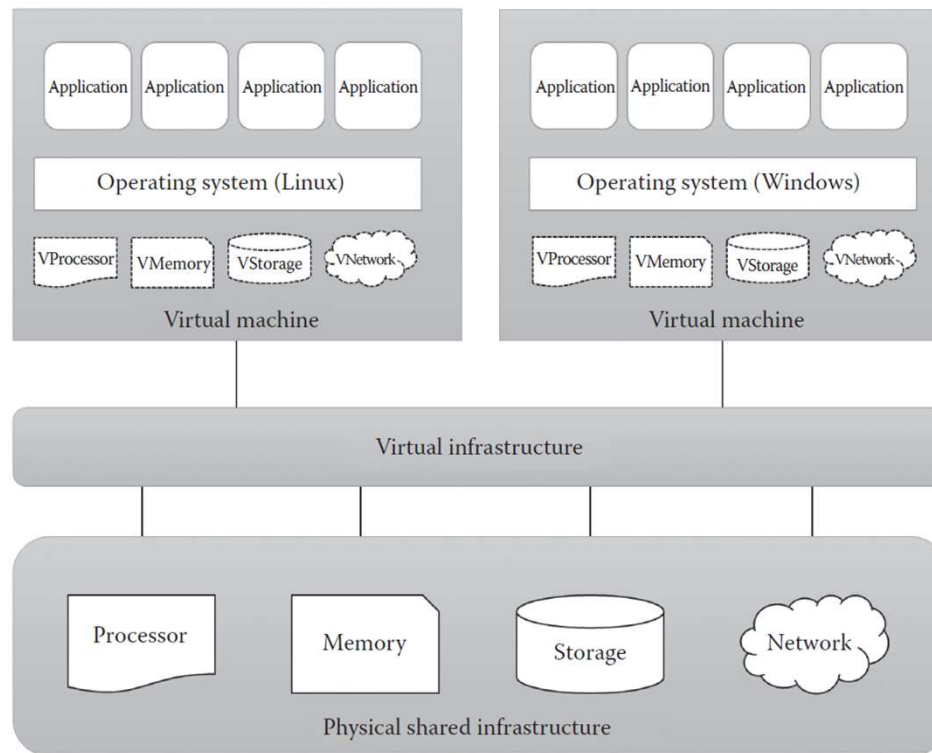 Application Application Application Application
Operating system (Linux)
VProcessor VMemory VStorage VNetwork
Virtual machine
Application Application Application Application
Operating system (Windows)
VProcessor VMemory VStorage VNetwork
Virtual machine
Virtual infrastructure
Processor Memory Storage Network
Physical shared infrastructure